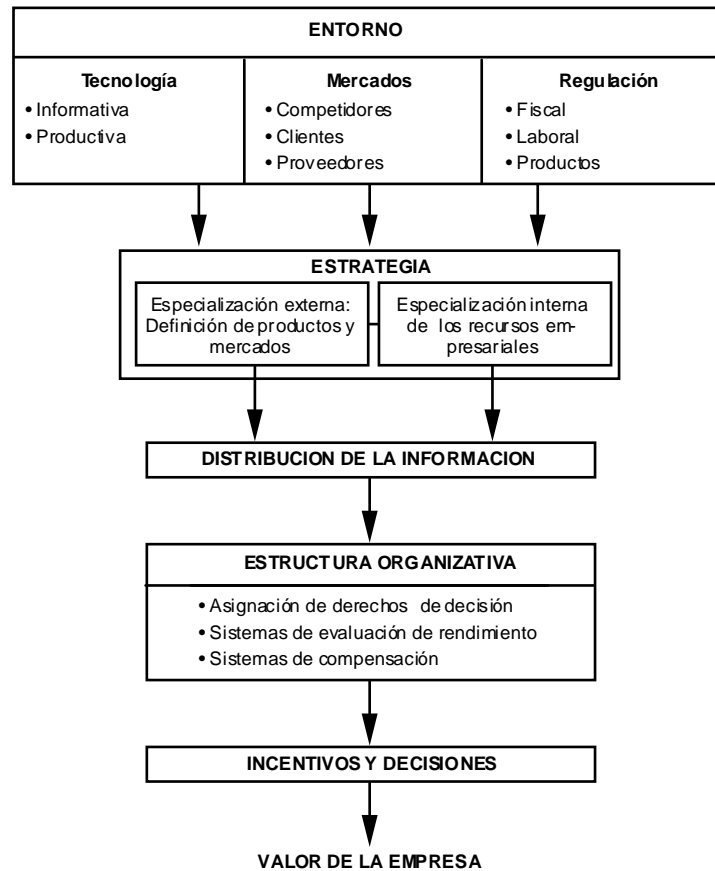 ENTORNO
Tecnología
• Informativa
• Productiva
Mercados
• Competidores
• Clientes
• Proveedores
Regulación
• Fiscal
• Laboral
• Productos
ESTRATEGIA
Especialización externa:
Definición de productos y
mercados
Especialización interna
de los recursos em-
presariales
DISTRIBUCION DE LA INFORMACION
ESTRUCTURA ORGANIZATIVA
• Asignación de derechos de decisión
• Sistemas de evaluación de rendimiento
• Sistemas de compensación
INCENTIVOS Y DECISIONES
VALOR DE LA EMPRESA